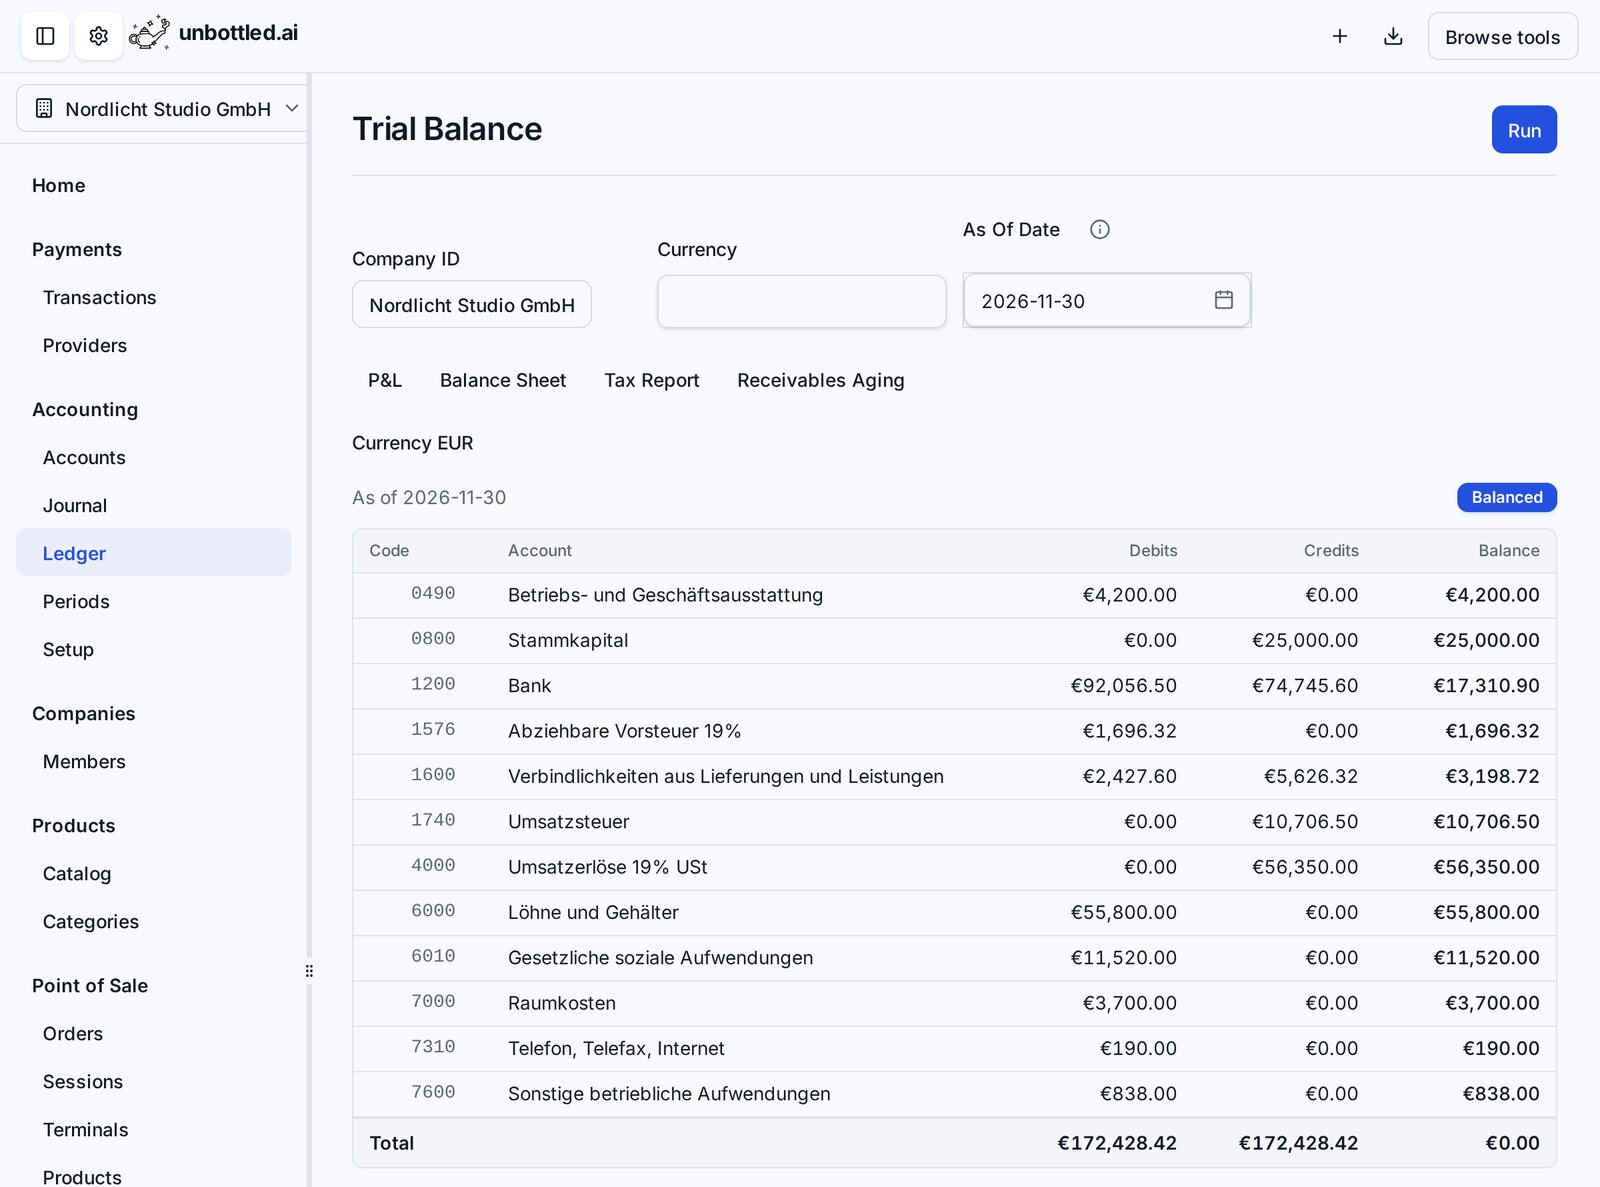 unbottled.ai
Browse tools
Nordlicht Studio GmbH
Home
Payments
Transactions
Providers
Accounting
Accounts
Journal
Ledger
Periods
Setup
Companies
Members
Products
Catalog
Categories
Point of Sale
Orders
Sessions
Terminals
Products
Trial Balance
Run
Company ID
Nordlicht Studio GmbH
Currency
As Of Date
2026-11-30
P&L Balance Sheet Tax Report Receivables Aging
Currency EUR
As of 2026-11-30
Balanced
Code Account Debits Credits Balance
0490 Betriebs- und Geschäftsausstattung €4,200.00 €0.00 €4,200.00
0800 Stammkapital €0.00 €25,000.00 €25,000.00
1200 Bank €92,056.50 €74,745.60 €17,310.90
1576 Abziehbare Vorsteuer 19% €1,696.32 €0.00 €1,696.32
1600 Verbindlichkeiten aus Lieferungen und Leistungen €2,427.60 €5,626.32 €3,198.72
1740 Umsatzsteuer €0.00 €10,706.50 €10,706.50
4000 Umsatzerlöse 19% USt €0.00 €56,350.00 €56,350.00
6000 Löhne und Gehälter €55,800.00 €0.00 €55,800.00
6010 Gesetzliche soziale Aufwendungen €11,520.00 €0.00 €11,520.00
7000 Raumkosten €3,700.00 €0.00 €3,700.00
7310 Telefon, Telefax, Internet €190.00 €0.00 €190.00
7600 Sonstige betriebliche Aufwendungen €838.00 €0.00 €838.00
Total €172,428.42 €172,428.42 €0.00